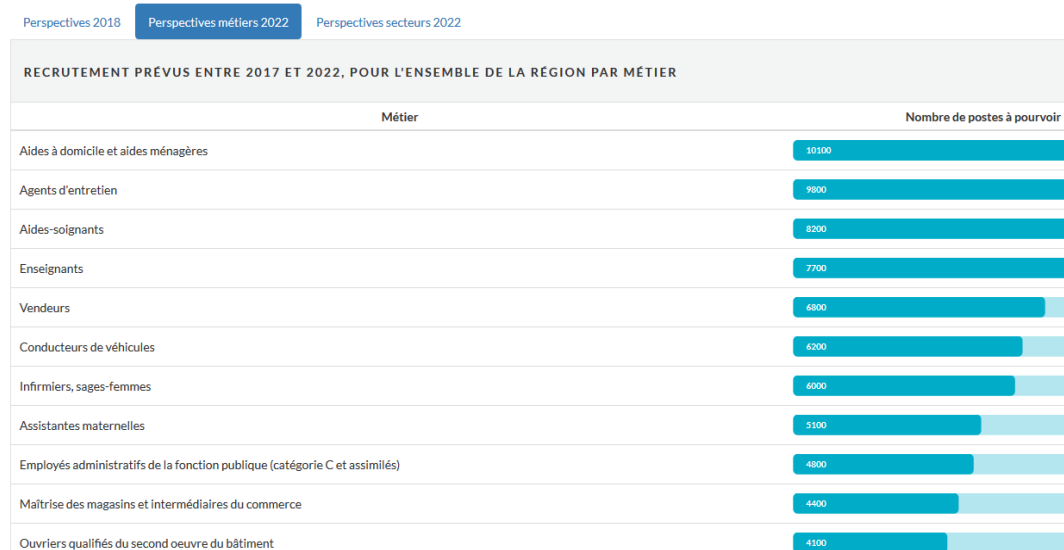 Perspectives 2018 Perspectives métiers 2022 Perspectives secteurs 2022
RECRUTEMENT PRÉVUS ENTRE 2017 ET 2022, POUR L'ENSEMBLE DE LA RÉGION PAR MÉTIER
Métier Nombre de postes à pourvoir
Aides à domicile et aides ménagères 10100
Agents d'entretien 9800
Aides-soignants 8200
Enseignants 7700
Vendeurs 6800
Conducteurs de véhicules 6200
Infirmiers, sages-femmes 6000
Assistantes maternelles 5100
Employés administratifs de la fonction publique (catégorie C et assimilés) 4800
Maîtrise des magasins et intermédiaires du commerce 4400
Ouvriers qualifiés du second oeuvre du bâtiment 4100